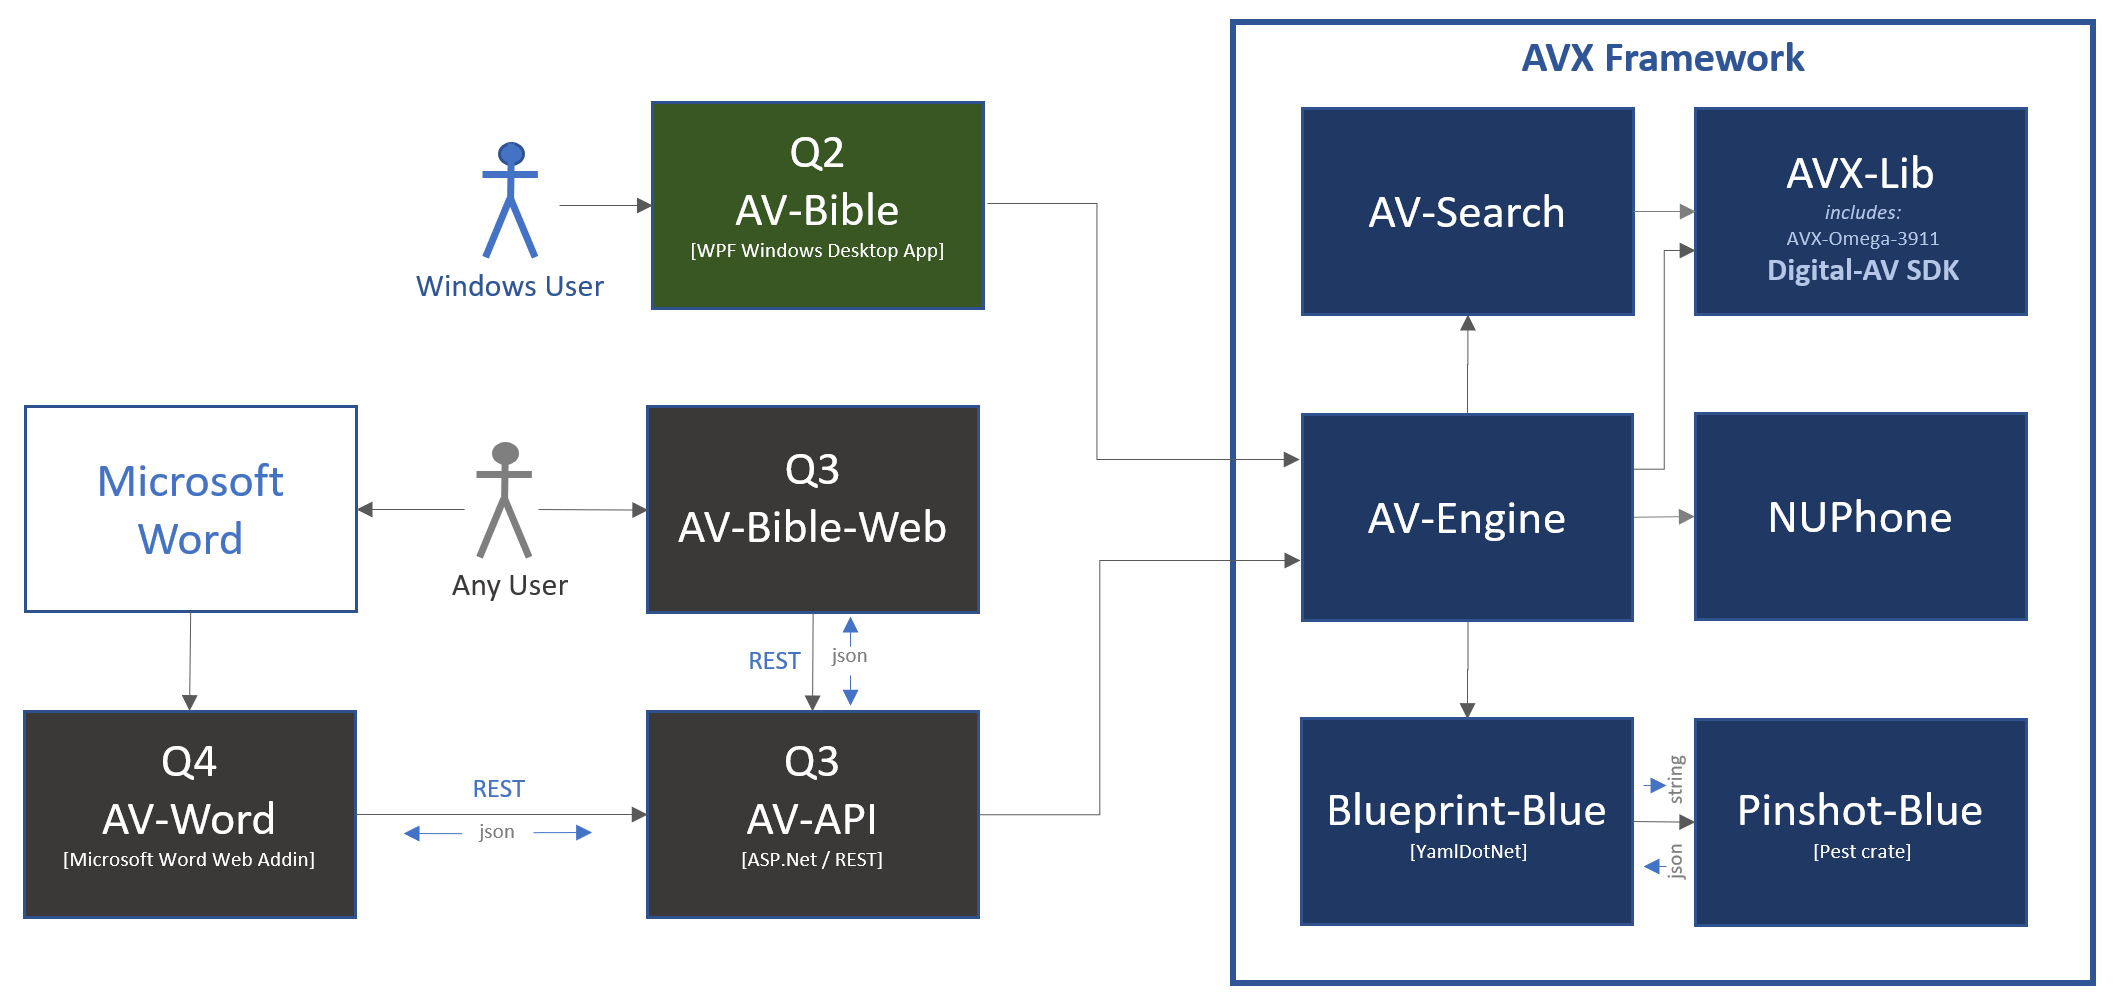 AVX Framework
Q2
AV-Bible
[WPF Windows Desktop App]
Windows User
AV-Search
AVX-Lib
includes:
AVX-Omega-3911
Digital-AV SDK
Microsoft
Word
Any User
Q3
AV-Bible-Web
AV-Engine
NUPhone
REST
json
Q4
AV-Word
[Microsoft Word Web Addin]
REST
json
Q3
AV-API
[ASP.Net / REST]
Blueprint-Blue
[YamlDotNet]
string
json
Pinshot-Blue
[Pest crate]